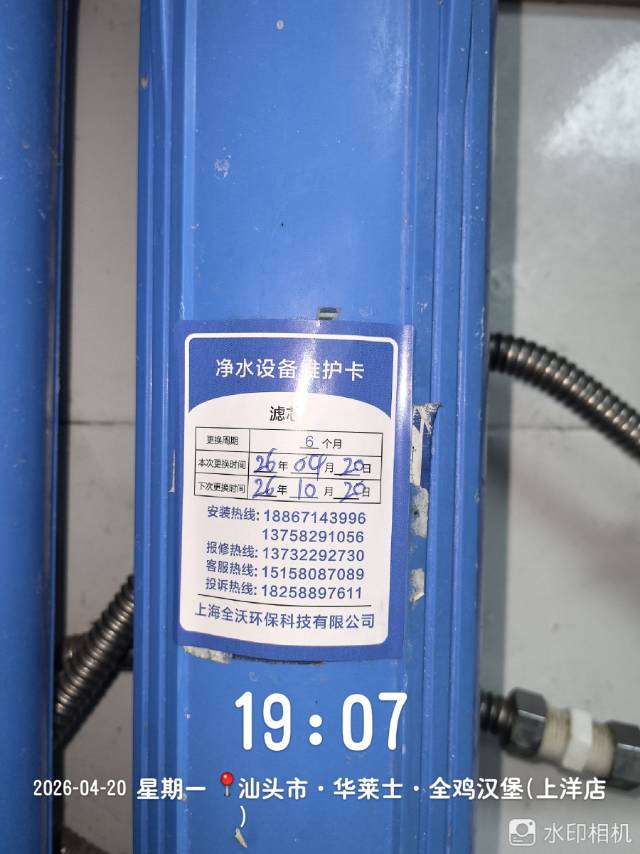 净水设备维护卡
滤芯
更换周期 6 个月
本次更换时间 26年 04月 20日
下次更换时间 26年 10月 20日
安装热线: 18867143996
13758291056
报修热线: 13732292730
客服热线: 15158087089
投诉热线: 18258897611
上海全沃环保科技有限公司
19:07
2026-04-20 星期一 📍汕头市·华莱士·全鸡汉堡(上洋店
)
水印相机